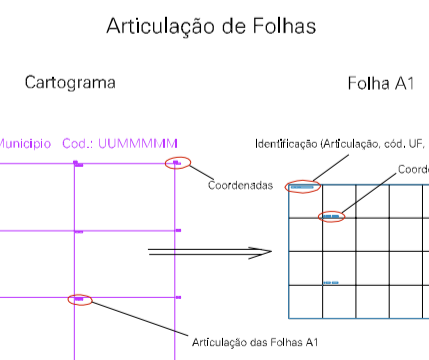 Articulação de Folhas
Cartograma
Folha A1
Municipio Cod.: UUMMMMM
Identificação (Articulação, cód. UF,
Coordenadas
Coorde
Articulação das Folhas A1